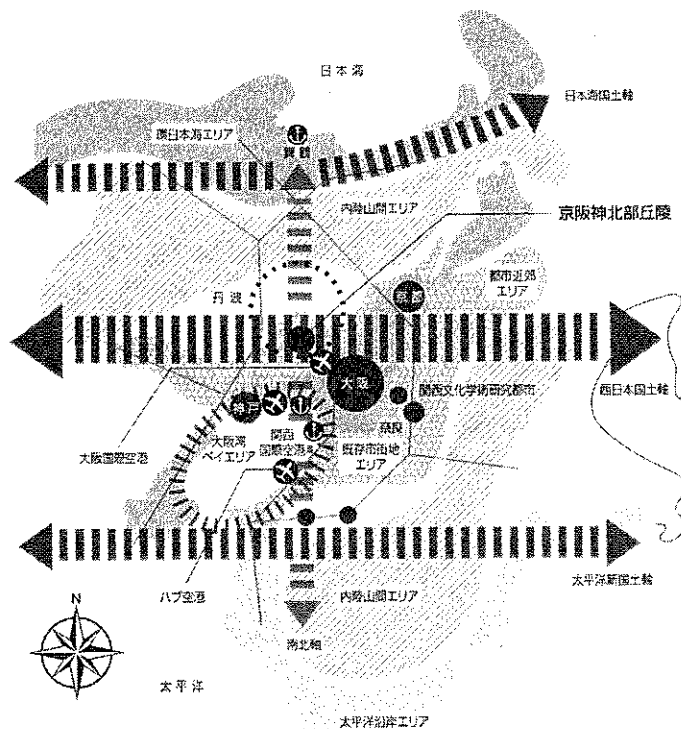 日本海
日本海国土軸
環日本海エリア
舞鶴
内陸山間エリア
京阪神北部丘陵
都市近郊
エリア
丹波
京都
大阪
関西文化学術研究都市
西日本国土軸
神戸
奈良
大阪湾
ベイエリア
関西
国際空港
既存市街地
エリア
大阪国際空港
太平洋新国土軸
ハブ空港
内陸山間エリア
N
南北軸
太平洋
太平洋沿岸エリア